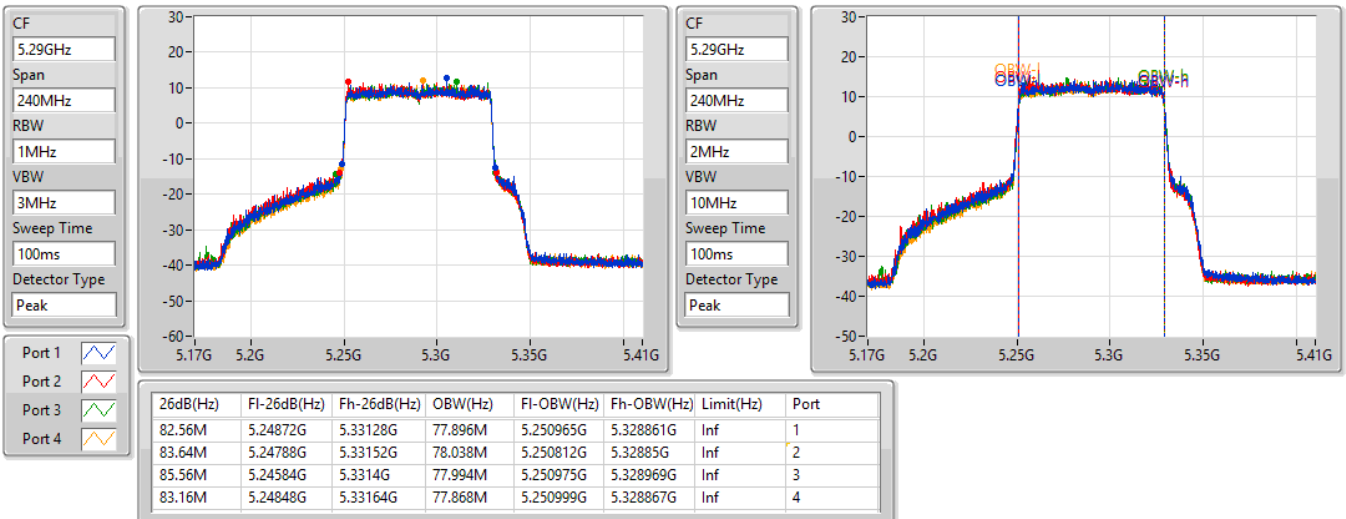 CF
5.29GHz
Span
240MHz
RBW
1MHz
VBW
3MHz
Sweep Time
100ms
Detector Type
Peak
30
20
10
0
-10
-20
-30
-40
-50
-60
5.17G 5.2G 5.25G 5.3G 5.35G 5.41G
CF
5.29GHz
Span
240MHz
RBW
2MHz
VBW
10MHz
Sweep Time
100ms
Detector Type
Peak
30
20
10
0
-10
-20
-30
-40
-50
OBW-l OBW-h
5.17G 5.2G 5.25G 5.3G 5.35G 5.41G
Port 1
Port 2
Port 3
Port 4
26dB(Hz) Fl-26dB(Hz) Fh-26dB(Hz) OBW(Hz) Fl-OBW(Hz) Fh-OBW(Hz) Limit(Hz) Port
82.56M 5.24872G 5.33128G 77.896M 5.250965G 5.328861G Inf 1
83.64M 5.24788G 5.33152G 78.038M 5.250812G 5.32885G Inf 2
85.56M 5.24584G 5.3314G 77.994M 5.250975G 5.328969G Inf 3
83.16M 5.24848G 5.33164G 77.868M 5.250999G 5.328867G Inf 4